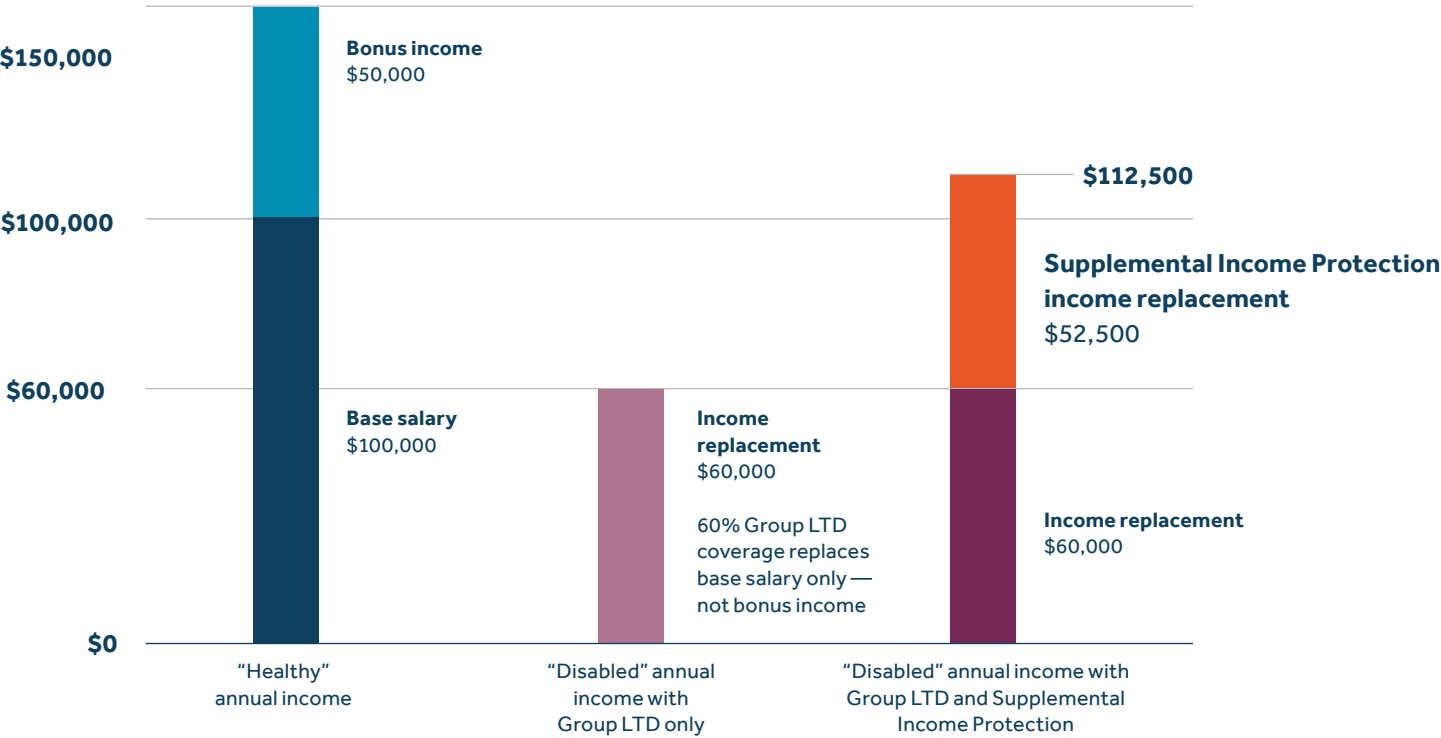 $150,000
Bonus income
$50,000
$112,500
$100,000
Supplemental Income Protection
income replacement
$52,500
$60,000
Base salary
$100,000
Income
replacement
$60,000
60% Group LTD
coverage replaces
base salary only —
not bonus income
Income replacement
$60,000
$0
“Healthy”
annual income
“Disabled” annual
income with
Group LTD only
“Disabled” annual income with
Group LTD and Supplemental
Income Protection